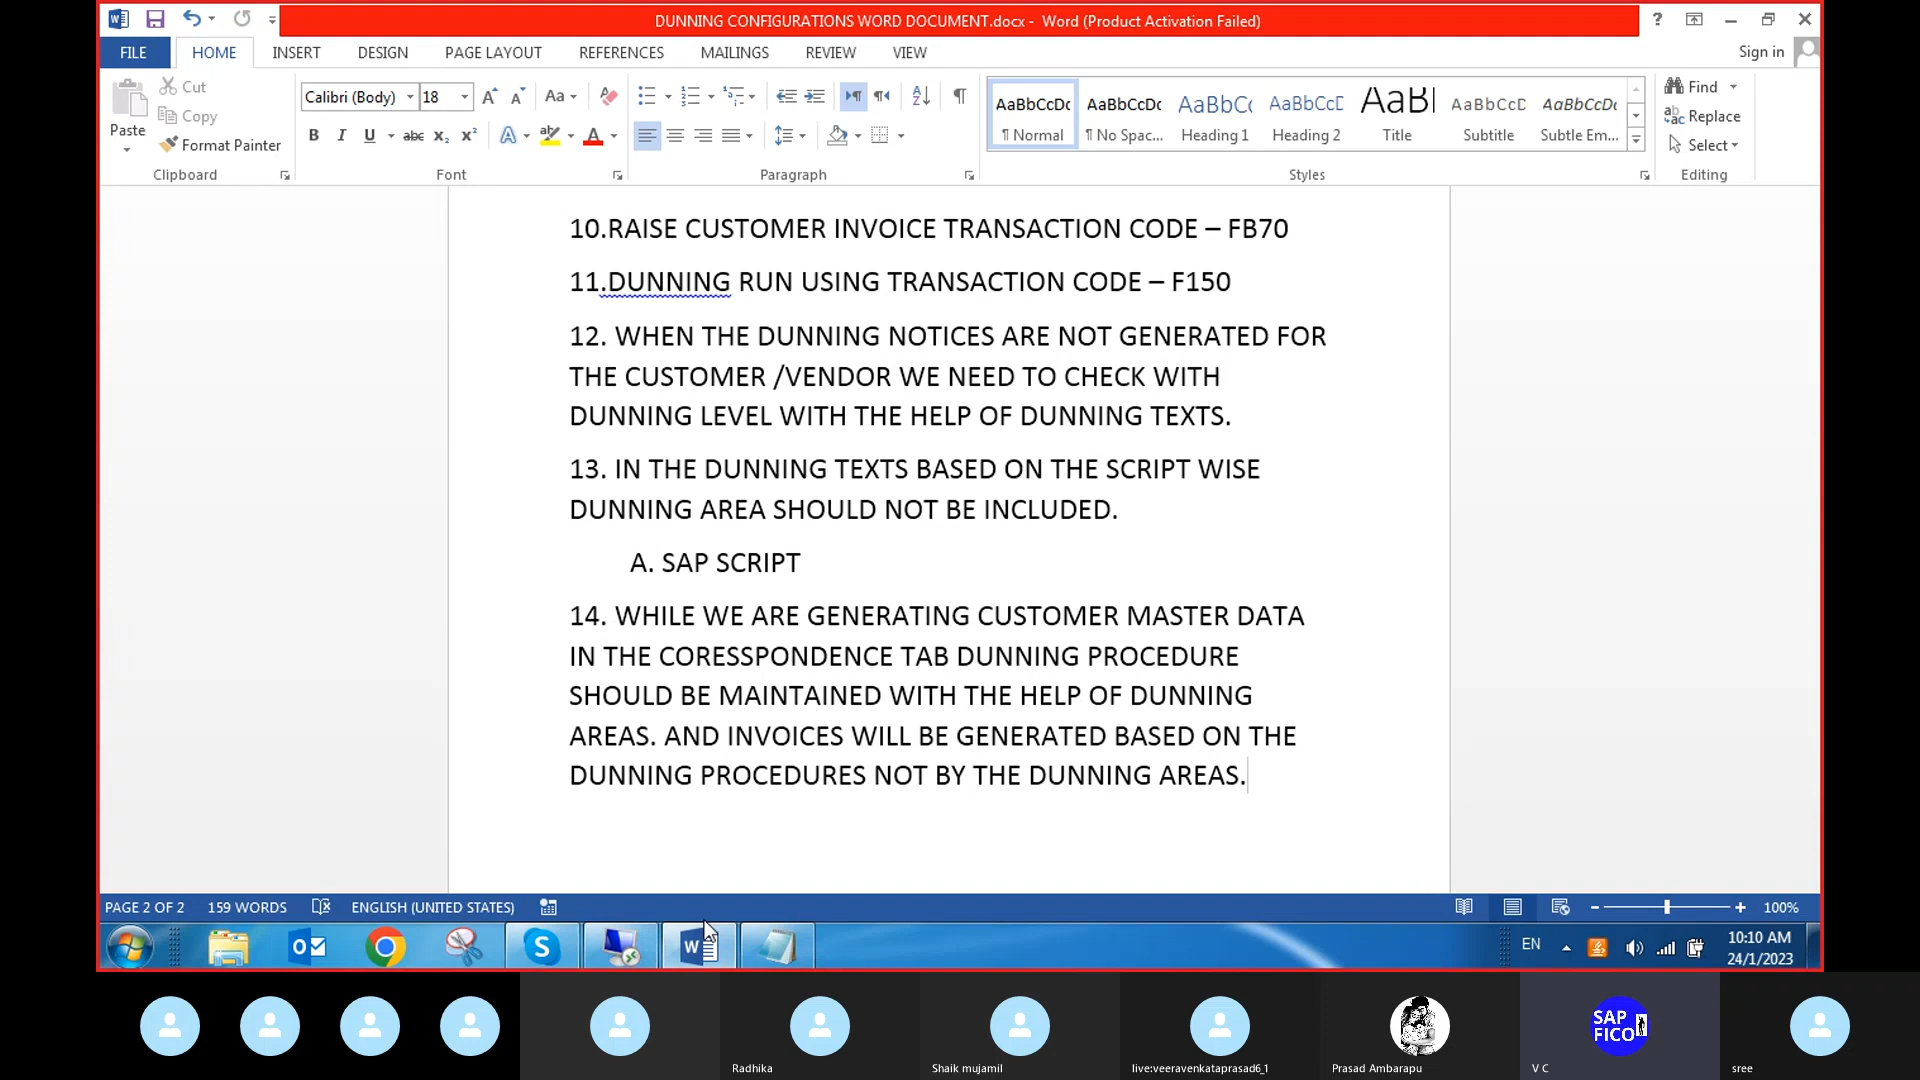 DUNNING CONFIGURATIONS WORD DOCUMENT.docx - Word (Product Activation Failed)
?
FILE HOME INSERT DESIGN PAGE LAYOUT REFERENCES MAILINGS REVIEW VIEW Sign in
Paste
Cut
Copy
Format Painter
Clipboard
Calibri (Body) 18
Font
Paragraph
AaBbCcDc AaBbCcDc AaBbCc AaBbCcD AaBl AaBbCcD AaBbCcDc
¶ Normal ¶ No Spac... Heading 1 Heading 2 Title Subtitle Subtle Em...
Styles
Find
Replace
Select
Editing
10.RAISE CUSTOMER INVOICE TRANSACTION CODE – FB70
11.DUNNING RUN USING TRANSACTION CODE – F150
12. WHEN THE DUNNING NOTICES ARE NOT GENERATED FOR
THE CUSTOMER /VENDOR WE NEED TO CHECK WITH
DUNNING LEVEL WITH THE HELP OF DUNNING TEXTS.
13. IN THE DUNNING TEXTS BASED ON THE SCRIPT WISE
DUNNING AREA SHOULD NOT BE INCLUDED.
A. SAP SCRIPT
14. WHILE WE ARE GENERATING CUSTOMER MASTER DATA
IN THE CORESSPONDENCE TAB DUNNING PROCEDURE
SHOULD BE MAINTAINED WITH THE HELP OF DUNNING
AREAS. AND INVOICES WILL BE GENERATED BASED ON THE
DUNNING PROCEDURES NOT BY THE DUNNING AREAS.
PAGE 2 OF 2 159 WORDS ENGLISH (UNITED STATES) 100%
EN
10:10 AM
24/1/2023
SAP
FICO
Radhika
Shaik mujamil
live:veeravenkataprasad6_1
Prasad Ambarapu
V C
sree